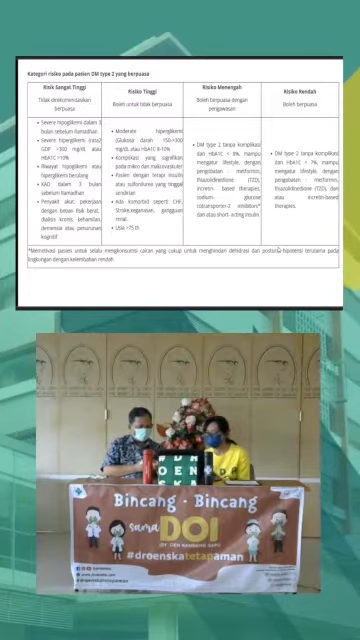 Kategori risiko pada pasien DM type 2 yang berpuasa
Risik Sangat Tinggi
Tidak direkomendasikan
berpuasa
Risiko Tinggi
Boleh untuk tidak berpuasa
Risiko Menengah
Boleh berpuasa dengan
pengawasan
Risiko Rendah
Boleh berpuasa
• Severe hipuglikemi dalam 3
bulan sebelum Ramadhan
• Severe hiperglikemi (rata2
GDP >300 mg/dL atau
HbA1C >10%
• Riwayat hipoglikemi atau
hipoglikemi berulang
• KAD dalam 3 bulan
sebelum Ramadhan
• Penyakit akut, pekerjaan
dengan beban fisik berat,
dialisis kronis, kehamilan,
demensia atau penurunan
kognitif
• Moderate hiperglikemi
(Glukosa darah 150-<300
mg/dL atau HbA1C 8-10%
• Komplikasi yang signifikan
pada mikro dan makrovaskuler
• Pasien dengan terapi insulin
atau sulfonilurea yang tinggal
sendirian
• Ada komorbid seperti CHF,
Stroke, keganasan, gangguan
renal.
• Usia >75 th
• DM type 2 tanpa komplikasi
dan HbA1C < 8%, mampu
mengatur lifestyle, dengan
pengobatan : metformin,
thiazolidinedione (TZD),
incretin- based therapies,
sodium- glucose
cotransporter-2 inhibitors*
dan atau short- acting insulin
• DM type 2 tanpa komplikasi
dan HbA1C < 7%, mampu
mengatur lifestyle, dengan
pengobatan metformin,
thiazolidinedione (TZD), dan
atau incretin-based
therapies.
*Memotivasi pasien untuk selalu mengkonsumsi cairan yang cukup untuk menghindari dehidrasi dan postural hipotensi terutama pada
lingkungan dengan kelembaban rendah
WDR
OEN
SKA
Bincang - Bincang
sama DOI
#droenskatetapaman